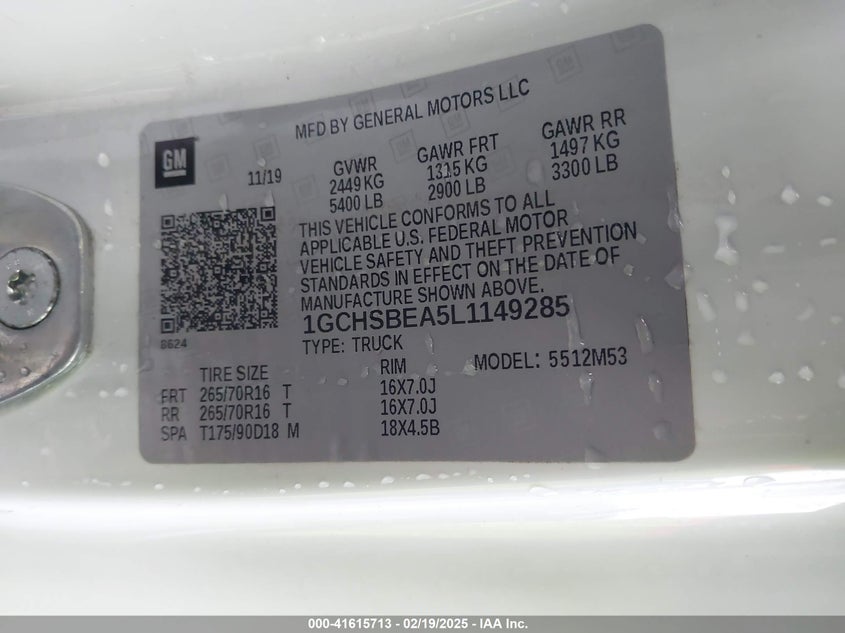 MFD BY GENERAL MOTORS LLC
GM
11/19
GVWR
2449 KG
5400 LB
GAWR FRT
1315 KG
2900 LB
GAWR RR
1497 KG
3300 LB
THIS VEHICLE CONFORMS TO ALL
APPLICABLE U.S. FEDERAL MOTOR
VEHICLE SAFETY AND THEFT PREVENTION
STANDARDS IN EFFECT ON THE DATE OF
MANUFACTURE SHOWN ABOVE.
8624
1GCHSBEA5L1149285
TYPE: TRUCK
MODEL: 5512M53
TIRE SIZE RIM
FRT 265/70R16 T 16X7.0J
RR 265/70R16 T 16X7.0J
SPA T175/90D18 M 18X4.5B
000-41615713 - 02/19/2025 - IAA Inc.